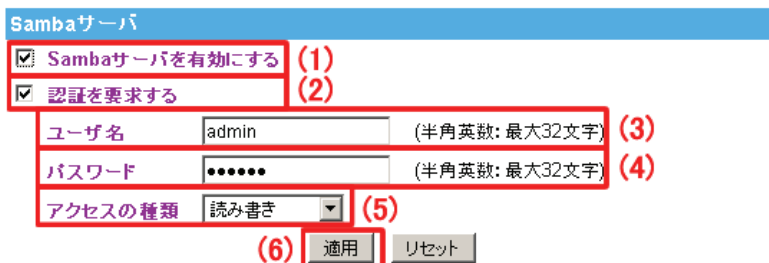 Sambaサーバ
Sambaサーバを有効にする (1)
認証を要求する (2)
ユーザ名 admin (半角英数: 最大32文字) (3)
パスワード ●●●●●● (半角英数: 最大32文字) (4)
アクセスの種類 読み書き (5)
(6) 適用 リセット